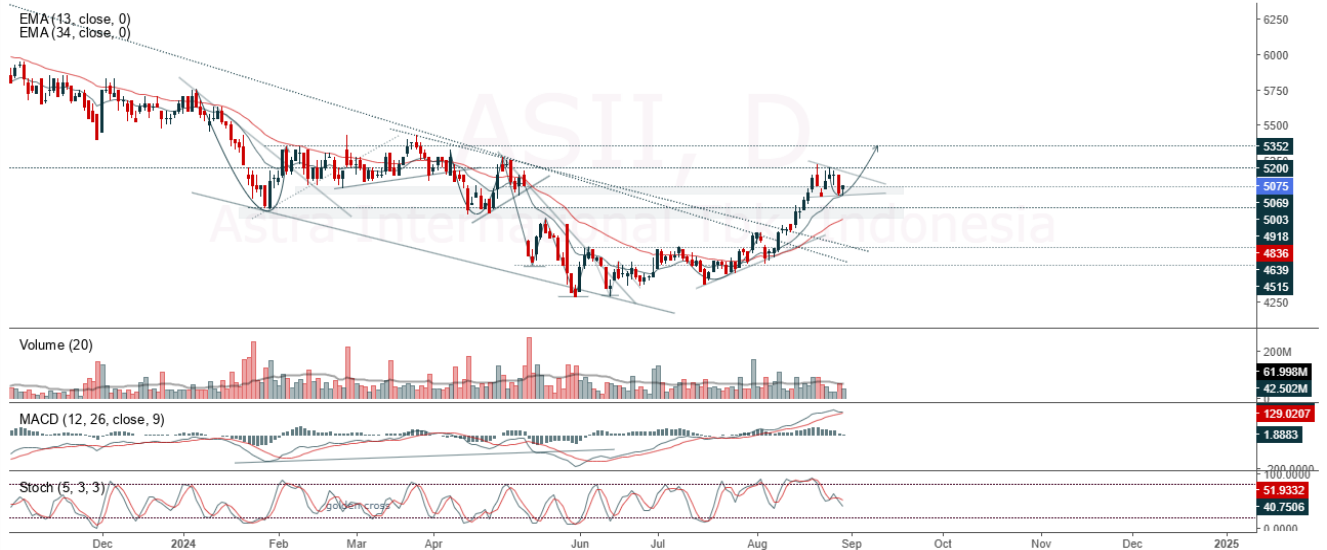 EMA (13, close, 0)
EMA (34, close, 0)
ASII, D
Astra International Tbk, Indonesia
6250
6000
5750
5500
5352
5200
5075
5069
5003
4918
4836
4639
4515
4250
Volume (20)
200M
61.998M
42.502M
0
MACD (12, 26, close, 9)
129.0207
1.8883
-200.0000
100.0000
Stoch (5, 3, 3)
golden cross
51.9332
40.7506
0.0000
Dec
2024
Feb
Mar
Apr
Jun
Jul
Aug
Sep
Oct
Nov
Dec
2025